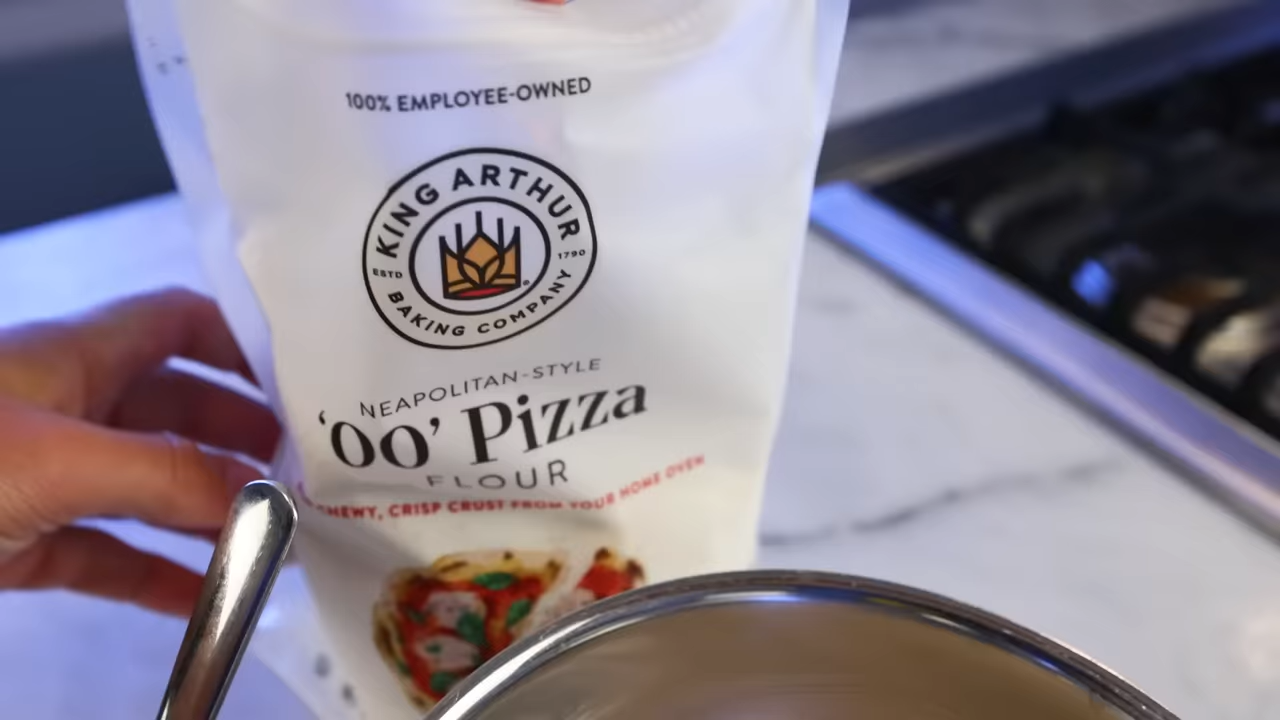 100% EMPLOYEE-OWNED
KING ARTHUR
ESTD 1790
BAKING COMPANY
NEAPOLITAN-STYLE
'00' Pizza
FLOUR
CHEWY, CRISP CRUST FROM YOUR HOME OVEN